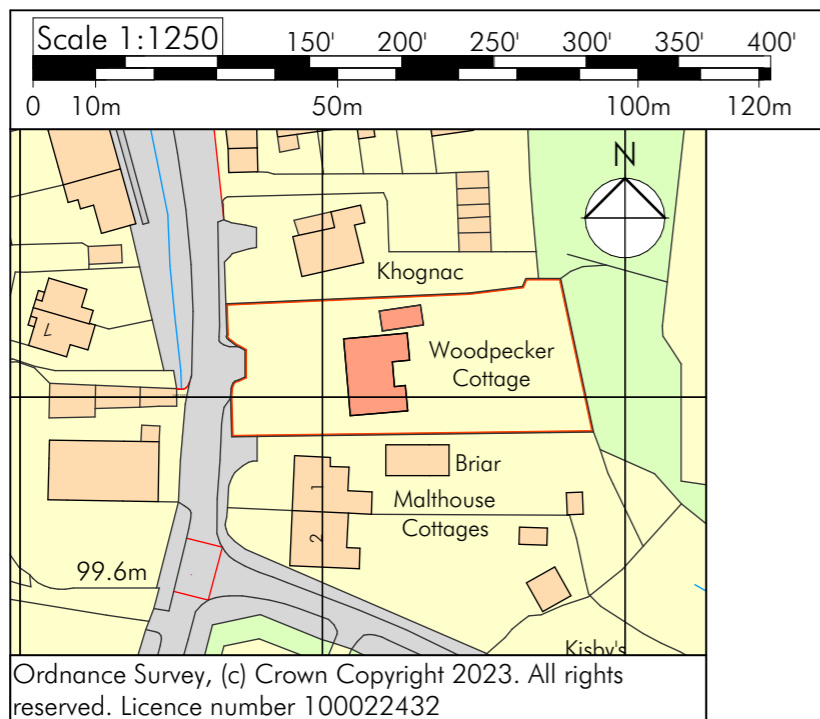 Scale 1:1250
150' 200' 250' 300' 350' 400'
0 10m 50m 100m 120m
N
Khognac
Woodpecker
Cottage
1
Briar
1
Malthouse
Cottages
2
99.6m
Kisby's
Ordnance Survey, (c) Crown Copyright 2023. All rights
reserved. Licence number 100022432